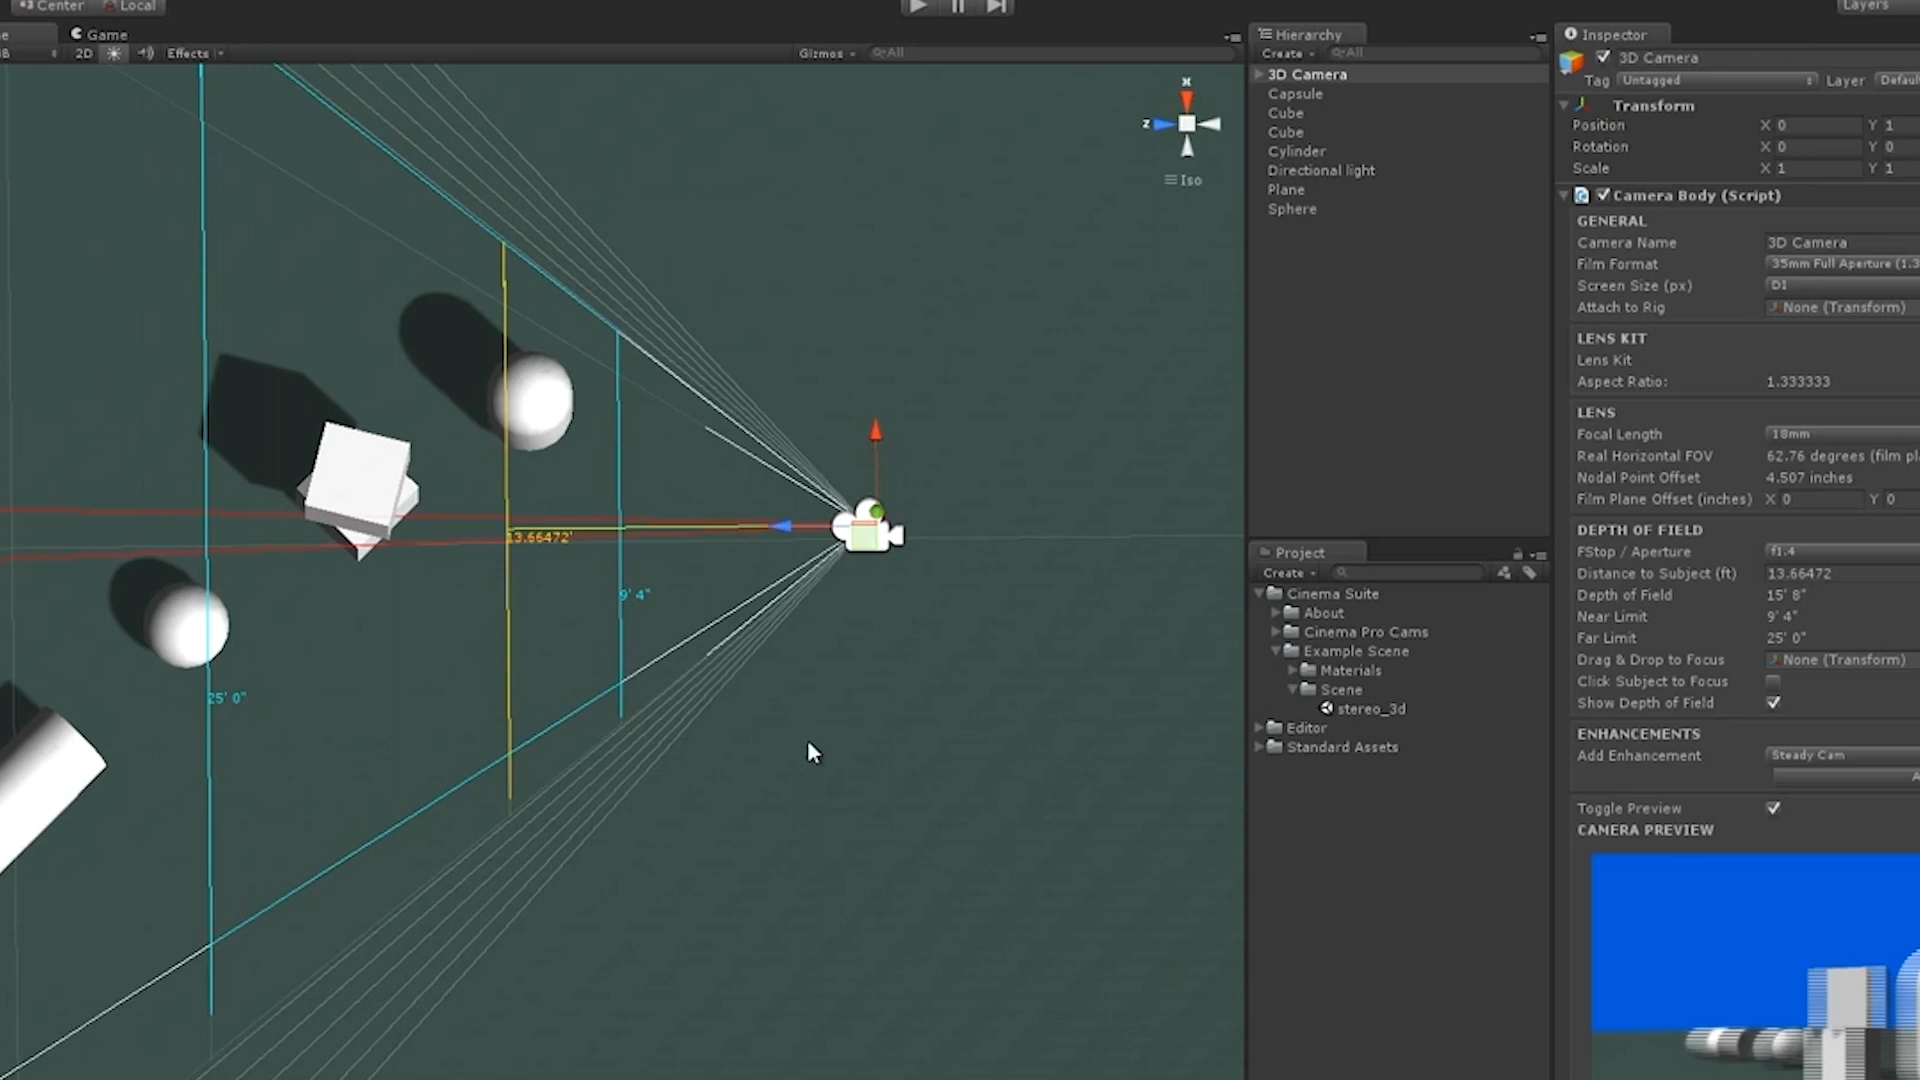 Center Local
Layers
Game
2D Effects
Gizmos All
x
z
Iso
13.66472'
9' 4"
25' 0"
Hierarchy
Create All
3D Camera
Capsule
Cube
Cube
Cylinder
Directional light
Plane
Sphere
Project
Create
Cinema Suite
About
Cinema Pro Cams
Example Scene
Materials
Scene
stereo_3d
Editor
Standard Assets
Inspector
3D Camera
Tag Untagged Layer Defaul
Transform
Position X 0 Y 1
Rotation X 0 Y 0
Scale X 1 Y 1
Camera Body (Script)
GENERAL
Camera Name 3D Camera
Film Format 35mm Full Aperture (1.3
Screen Size (px) DI
Attach to Rig None (Transform)
LENS KIT
Lens Kit
Aspect Ratio: 1.333333
LENS
Focal Length 18mm
Real Horizontal FOV 62.76 degrees (film pl
Nodal Point Offset 4.507 inches
Film Plane Offset (inches) X 0 Y 0
DEPTH OF FIELD
FStop / Aperture f1.4
Distance to Subject (ft) 13.66472
Depth of Field 15' 8"
Near Limit 9' 4"
Far Limit 25' 0"
Drag & Drop to Focus None (Transform)
Click Subject to Focus
Show Depth of Field
ENHANCEMENTS
Add Enhancement Steady Cam
A
Toggle Preview
CAMERA PREVIEW